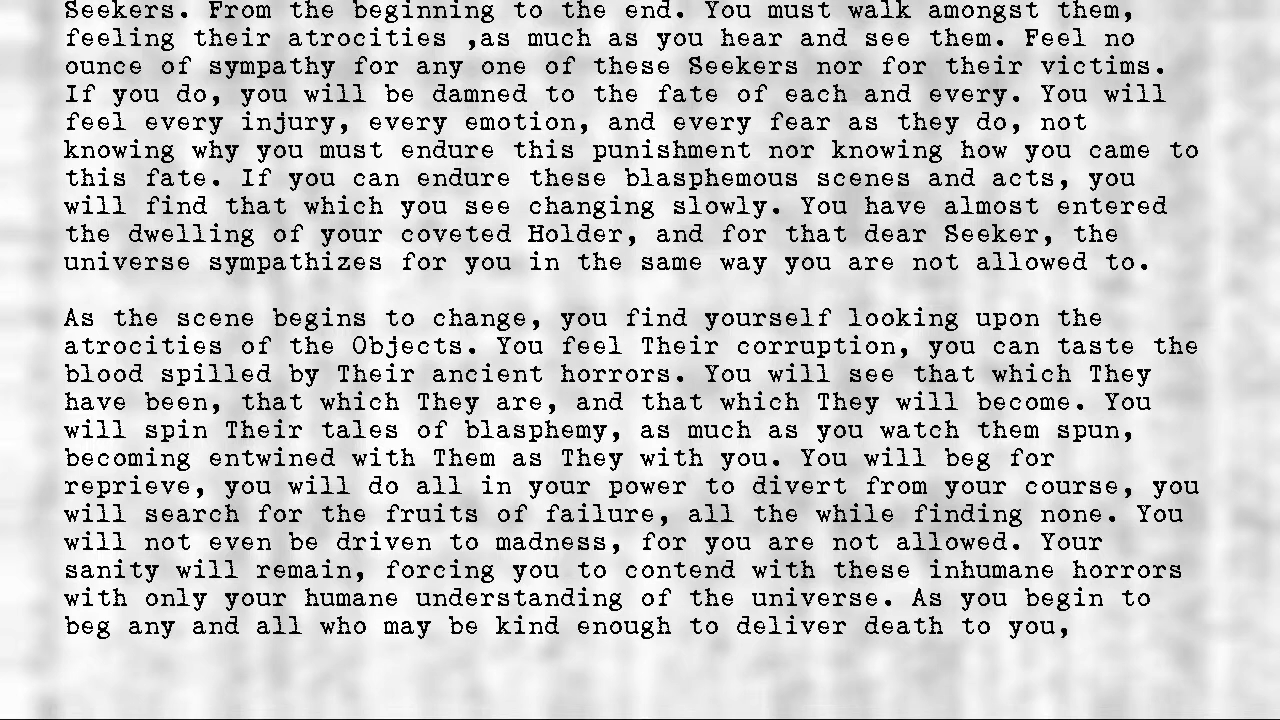 Seekers. From the beginning to the end. You must walk amongst them,
feeling their atrocities ,as much as you hear and see them. Feel no
ounce of sympathy for any one of these Seekers nor for their victims.
If you do, you will be damned to the fate of each and every. You will
feel every injury, every emotion, and every fear as they do, not
knowing why you must endure this punishment nor knowing how you came to
this fate. If you can endure these blasphemous scenes and acts, you
will find that which you see changing slowly. You have almost entered
the dwelling of your coveted Holder, and for that dear Seeker, the
universe sympathizes for you in the same way you are not allowed to.
As the scene begins to change, you find yourself looking upon the
atrocities of the Objects. You feel Their corruption, you can taste the
blood spilled by Their ancient horrors. You will see that which They
have been, that which They are, and that which They will become. You
will spin Their tales of blasphemy, as much as you watch them spun,
becoming entwined with Them as They with you. You will beg for
reprieve, you will do all in your power to divert from your course, you
will search for the fruits of failure, all the while finding none. You
will not even be driven to madness, for you are not allowed. Your
sanity will remain, forcing you to contend with these inhumane horrors
with only your humane understanding of the universe. As you begin to
beg any and all who may be kind enough to deliver death to you,